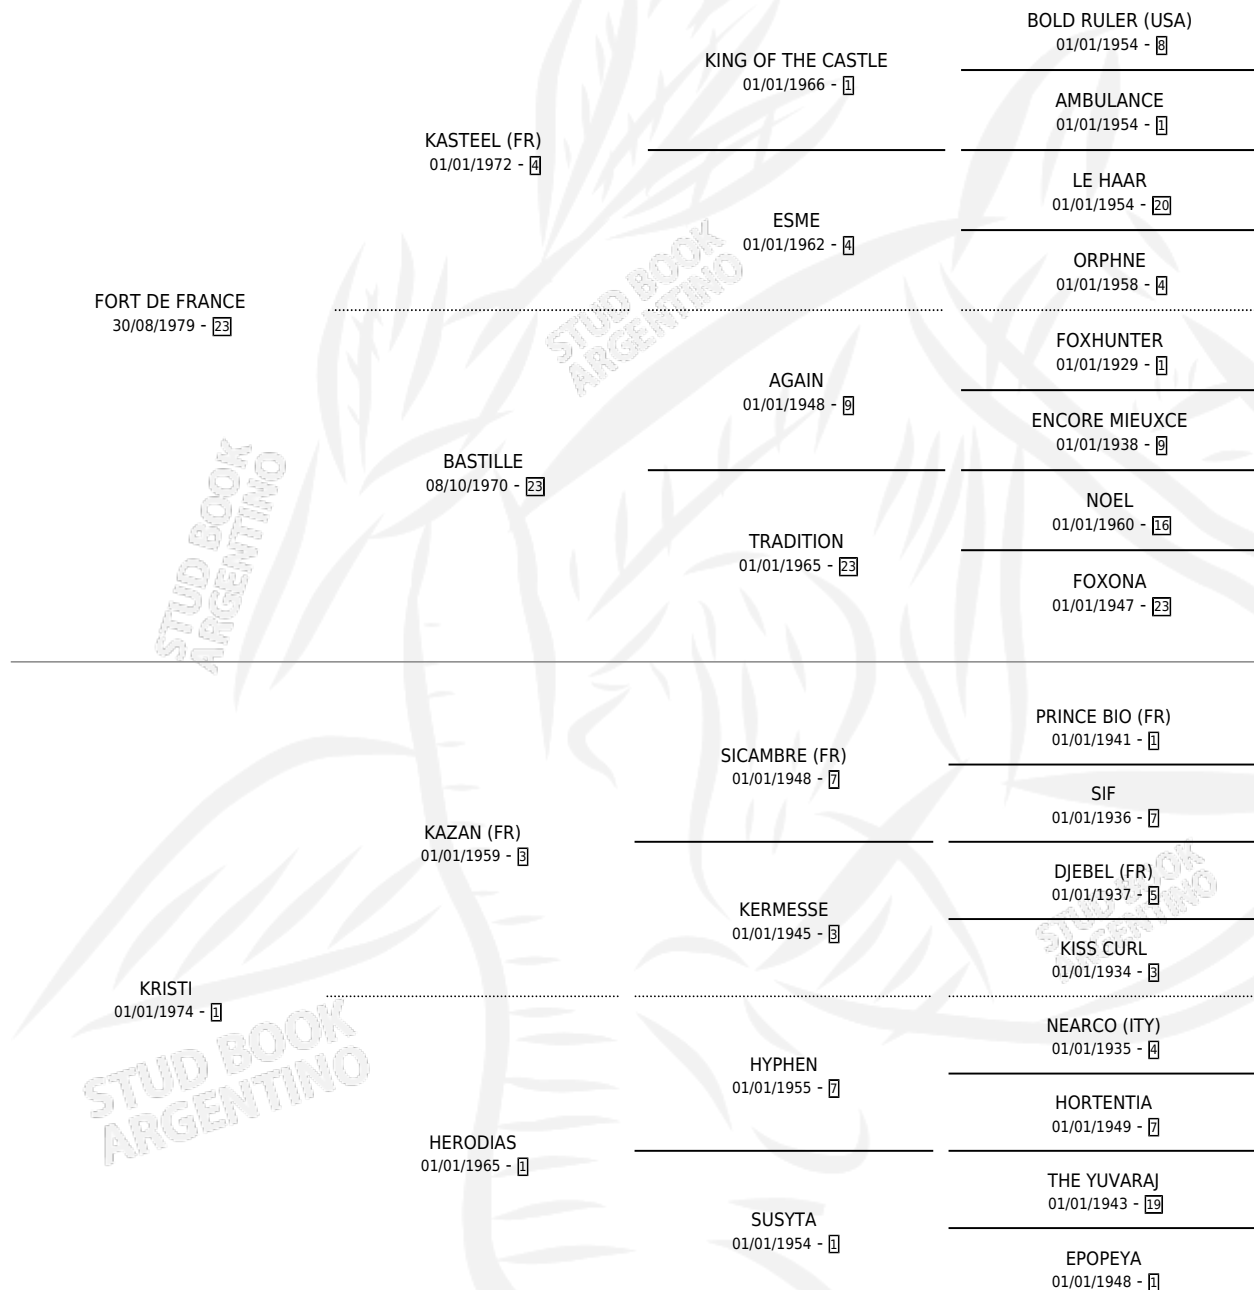 BOLD RULER (USA)
01/01/1954 - 8
KING OF THE CASTLE
01/01/1966 - 1
AMBULANCE
01/01/1954 - 1
KASTEEL (FR)
01/01/1972 - 4
LE HAAR
01/01/1954 - 20
ESME
01/01/1962 - 4
ORPHNE
01/01/1958 - 4
FORT DE FRANCE
30/08/1979 - 23
FOXHUNTER
01/01/1929 - 1
AGAIN
01/01/1948 - 9
ENCORE MIEUXCE
01/01/1938 - 9
BASTILLE
08/10/1970 - 23
NOEL
01/01/1960 - 16
TRADITION
01/01/1965 - 23
FOXONA
01/01/1947 - 23
STUD BOOK
ARGENTINO
STUD BOOK
ARGENTINO
PRINCE BIO (FR)
01/01/1941 - 1
SICAMBRE (FR)
01/01/1948 - 7
SIF
01/01/1936 - 7
KAZAN (FR)
01/01/1959 - 3
DJEBEL (FR)
01/01/1937 - 5
KERMESSE
01/01/1945 - 3
KISS CURL
01/01/1934 - 3
STUD BOOK
ARGENTINO
KRISTI
01/01/1974 - 1
NEARCO (ITY)
01/01/1935 - 4
HYPHEN
01/01/1955 - 7
HORTENTIA
01/01/1949 - 7
HERODIAS
01/01/1965 - 1
THE YUVARAJ
01/01/1943 - 19
SUSYTA
01/01/1954 - 1
EPOPEYA
01/01/1948 - 1
STUD BOOK
ARGENTINO